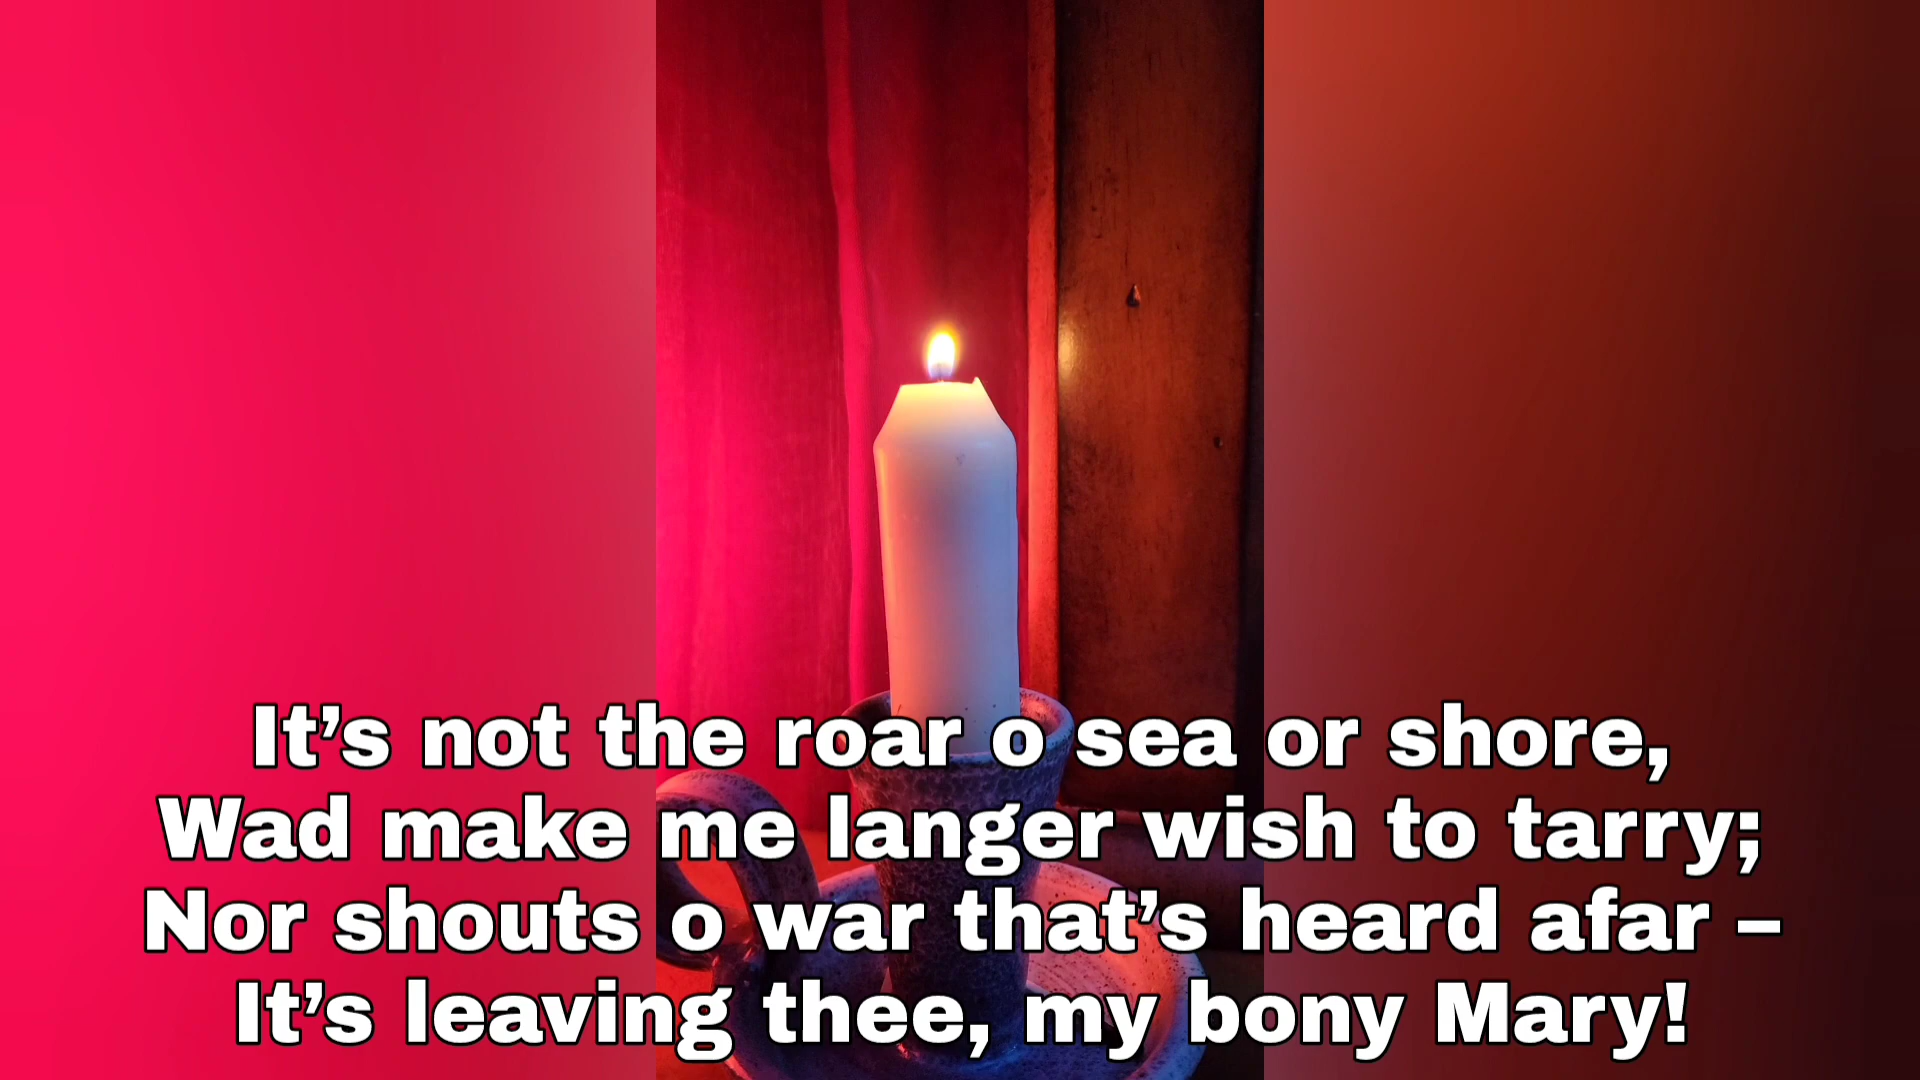 It’s not the roar o sea or shore,
Wad make me langer wish to tarry;
Nor shouts o war that’s heard afar –
It’s leaving thee, my bony Mary!